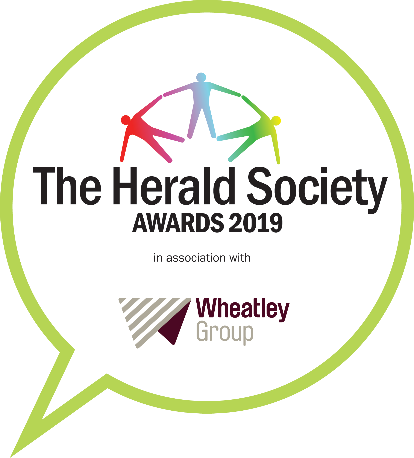 The Herald Society
AWARDS 2019
in association with
Wheatley
Group